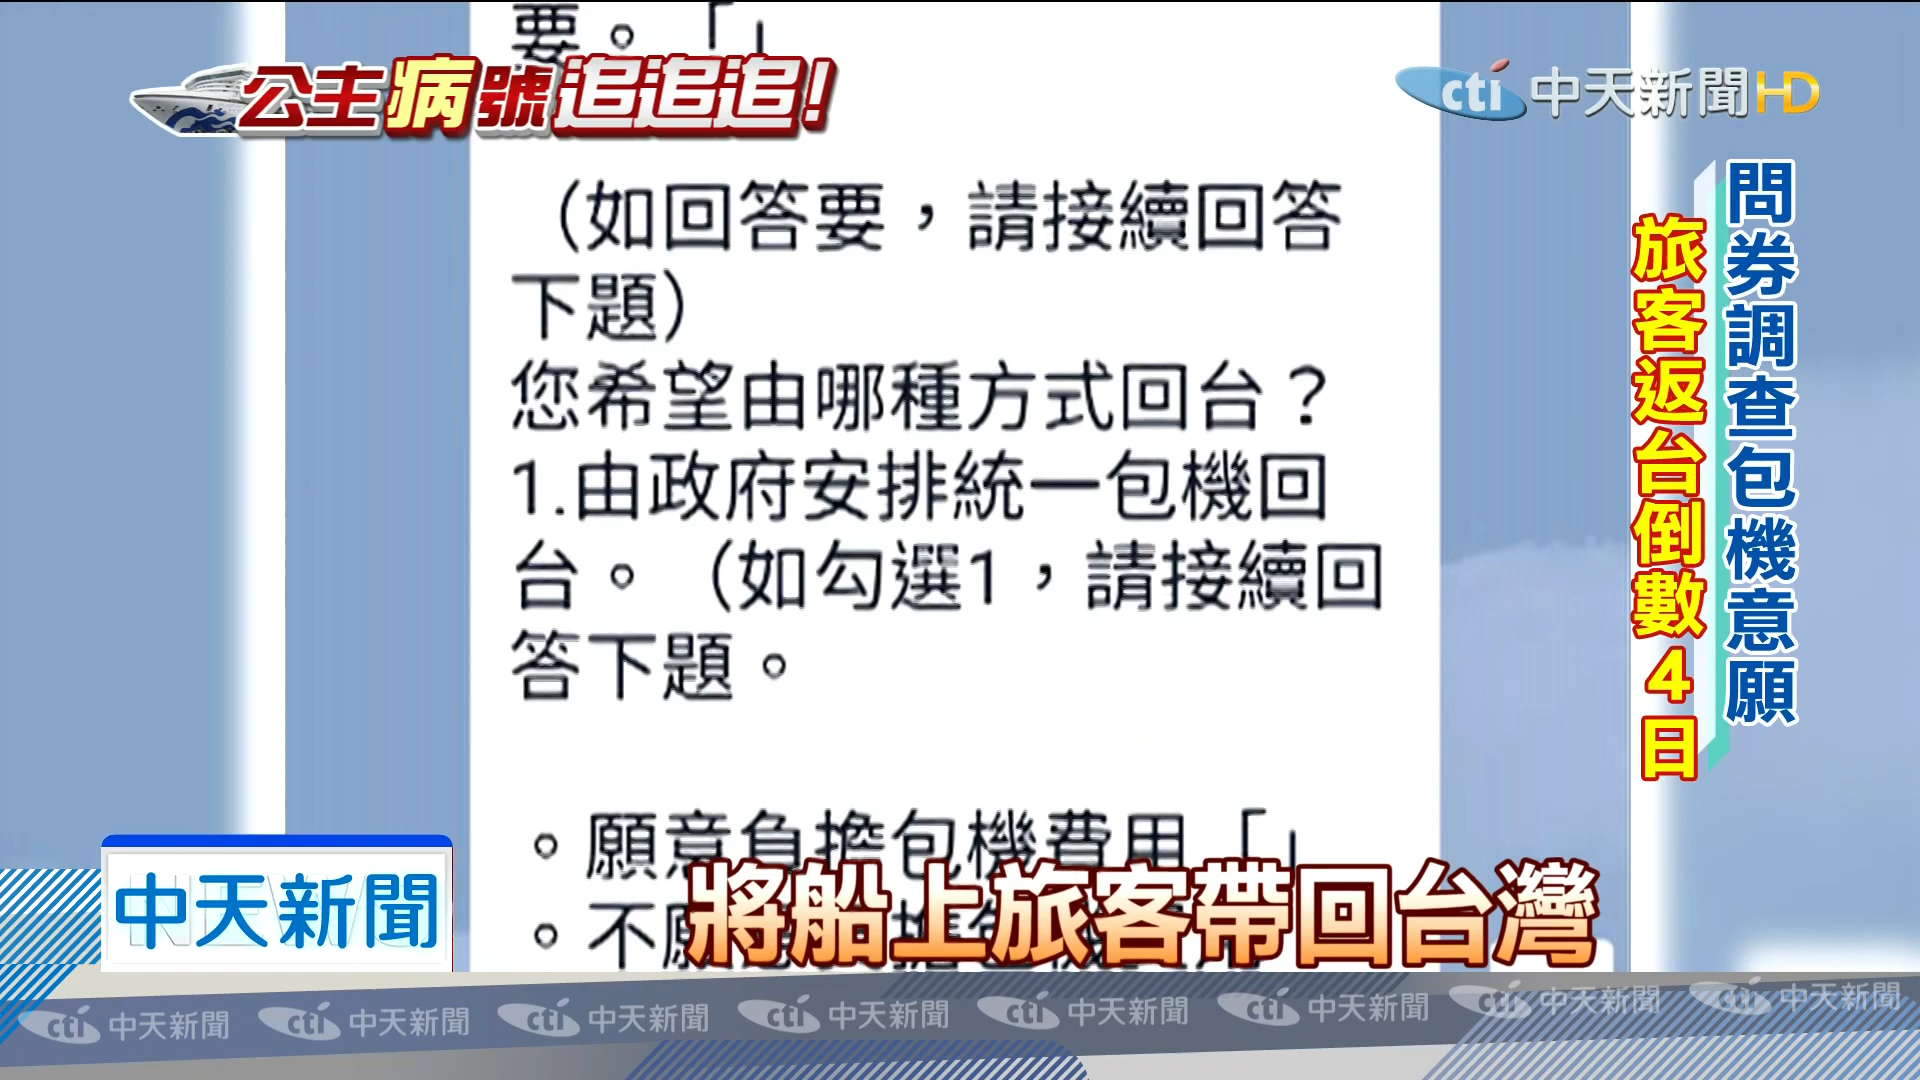 要。「」
公主病號追追追!
cti 中天新聞HD
問券調查包機意願
旅客返台倒數4日
（如回答要，請接續回答
下題）
您希望由哪種方式回台？
1.由政府安排統一包機回
台。（如勾選1，請接續回
答下題。
。願意負擔包機費用「」
。不願
中天新聞
將船上旅客帶回台灣
cti 中天新聞 cti 中天新聞 cti 中天新聞 cti 中天新聞 cti 中天新聞 cti 中天新聞 cti 中天新聞 cti 中天新聞